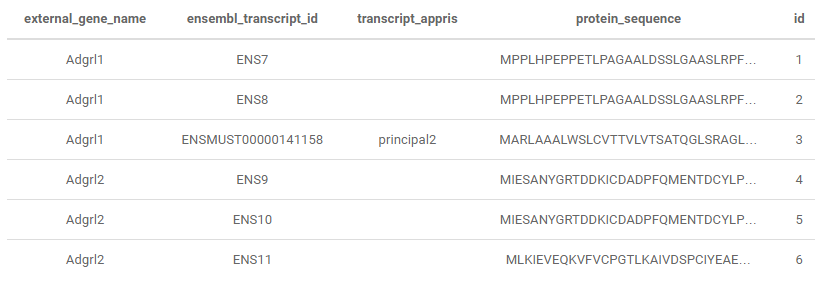 external_gene_name ensembl_transcript_id transcript_appris protein_sequence id
Adgrl1 ENS7 MPPLHPEPPETLPAGAALDSSLGAASLRPF... 1
Adgrl1 ENS8 MPPLHPEPPETLPAGAALDSSLGAASLRPF... 2
Adgrl1 ENSMUST00000141158 principal2 MARLAAALWSLCVTTVLVTSATQGLSRAGL... 3
Adgrl2 ENS9 MIESANYGRTDDKICDADPFQMENTDCYLP... 4
Adgrl2 ENS10 MIESANYGRTDDKICDADPFQMENTDCYLP... 5
Adgrl2 ENS11 MLKIEVEQKVFVCPGTLKAIVDSPCIYEAE... 6